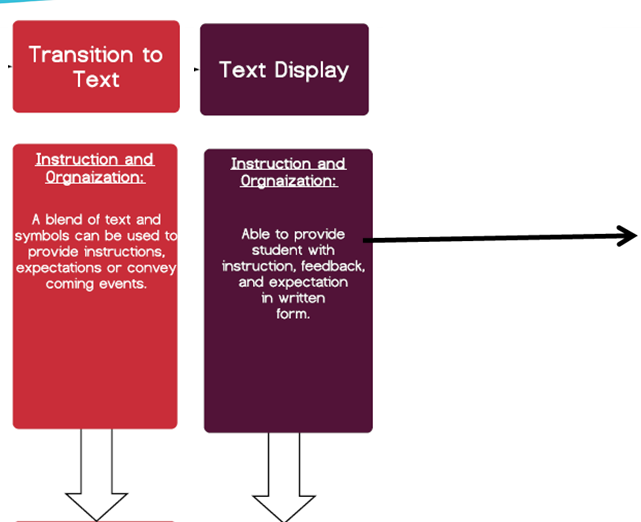 Transition to
Text
Text Display
Instruction and
Orgnaization:
A blend of text and
symbols can be used to
provide instructions,
expectations or convey
coming events.
Instruction and
Orgnaization:
Able to provide
student with
instruction, feedback,
and expectation
in written
form.